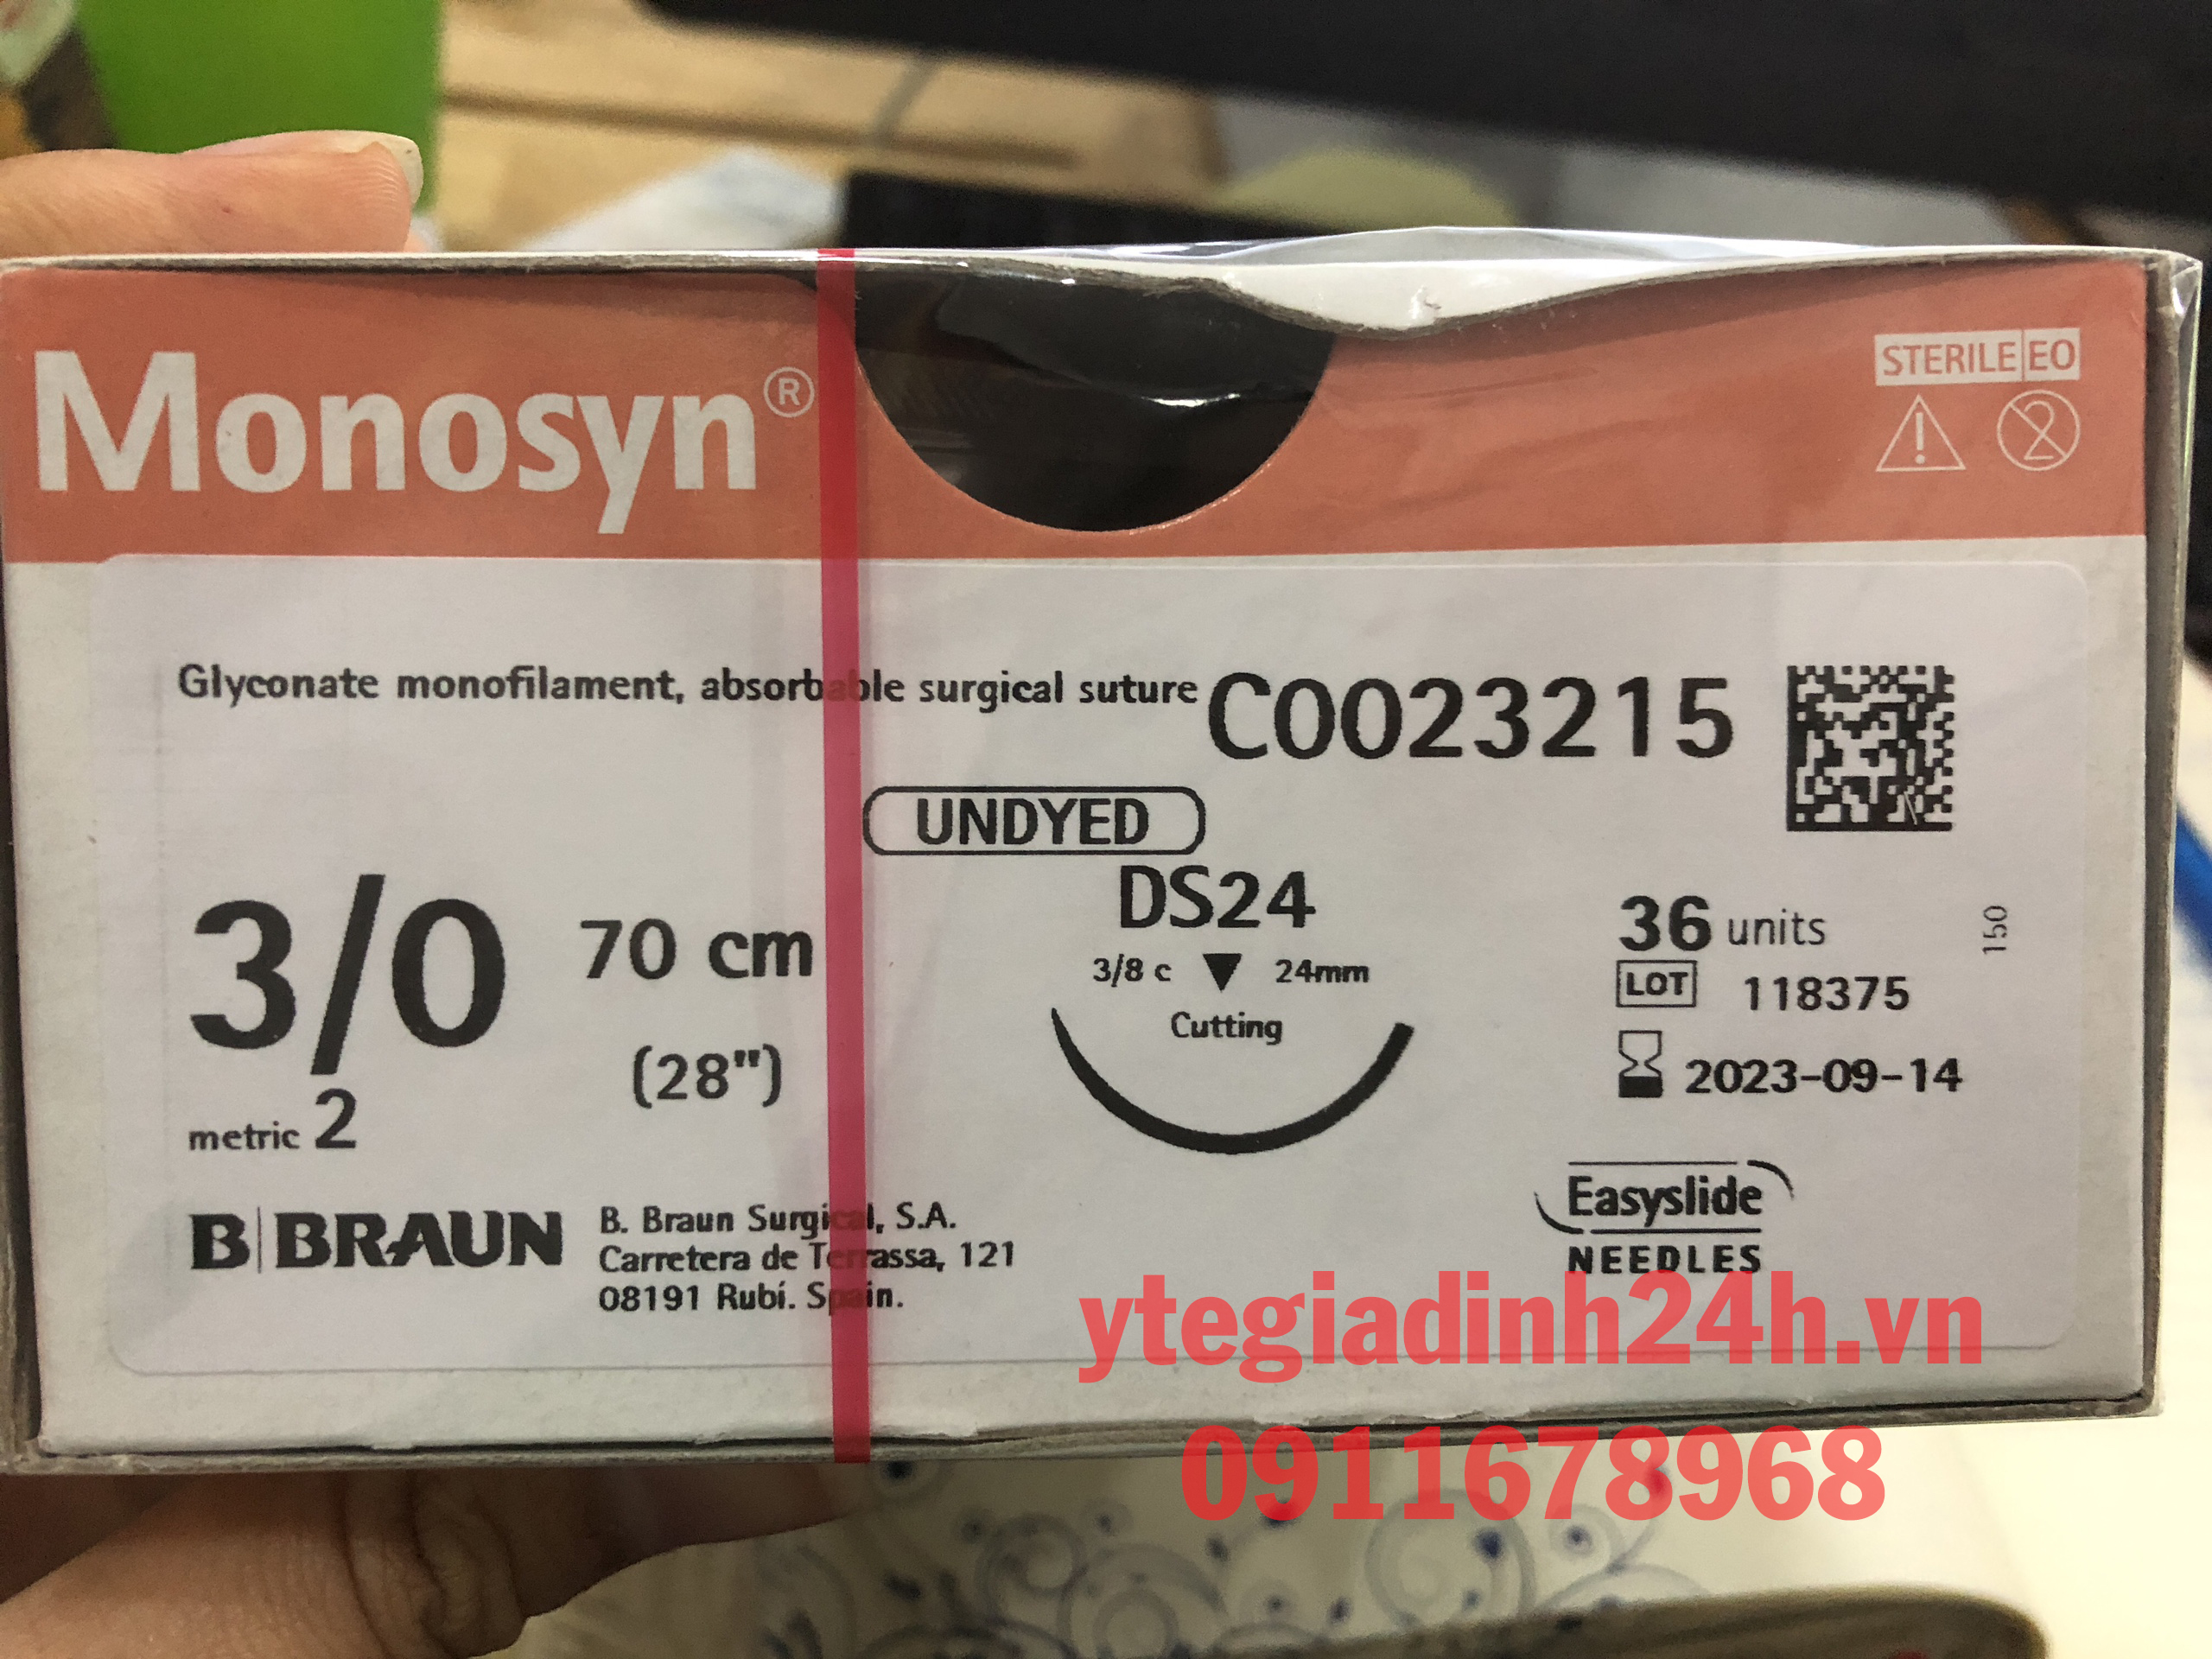 Monosyn®
STERILE EO
2
Glyconate monofilament, absorbable surgical suture
C0023215
UNDYED
3/0
70 cm
(28")
metric 2
DS24
3/8 c 24mm
Cutting
36 units
150
LOT 118375
2023-09-14
B|BRAUN
B. Braun Surgical, S.A.
Carretera de Terrassa, 121
08191 Rubí. Spain.
Easyslide
NEEDLES
ytegiadinh24h.vn
0911678968